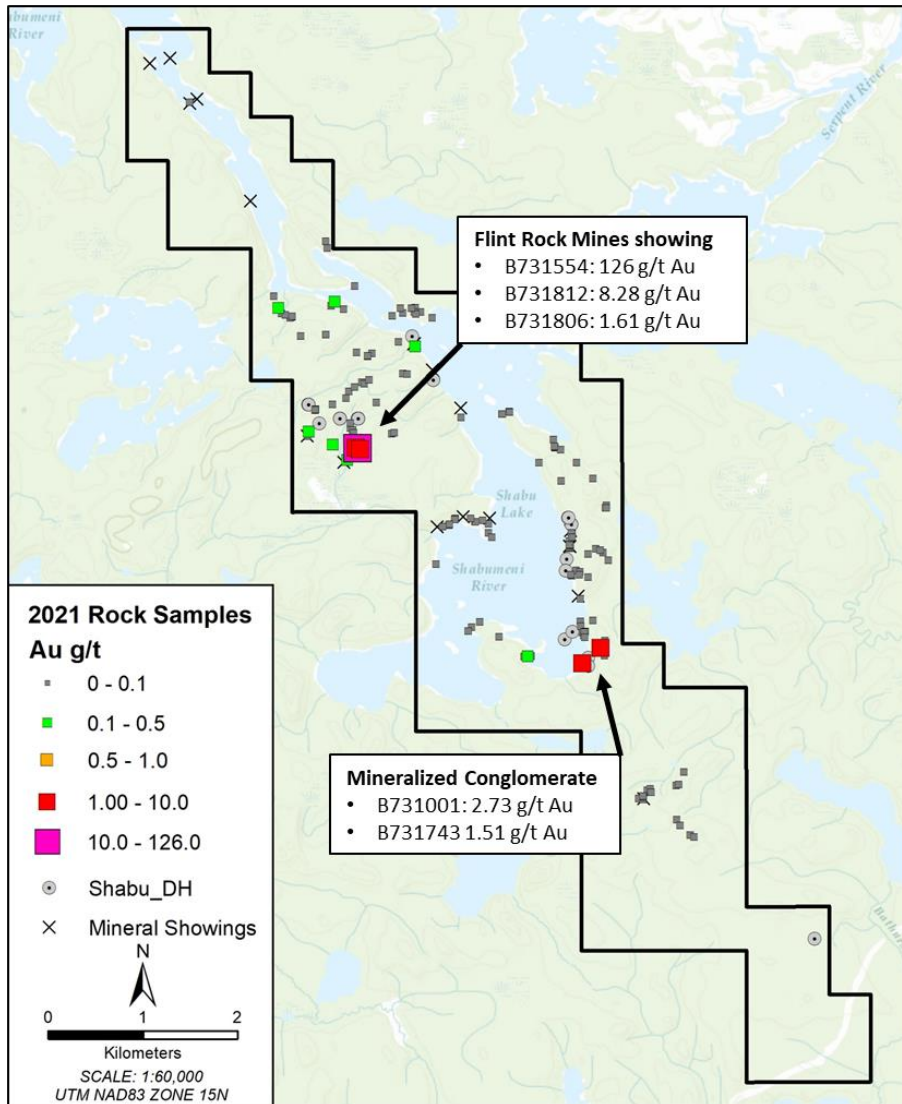 abumeni
River
Serpent River
Flint Rock Mines showing
• B731554: 126 g/t Au
• B731812: 8.28 g/t Au
• B731806: 1.61 g/t Au
Shabu
Lake
Shabumeni
River
Mineralized Conglomerate
• B731001: 2.73 g/t Au
• B731743 1.51 g/t Au
2021 Rock Samples
Au g/t
0 - 0.1
0.1 - 0.5
0.5 - 1.0
1.00 - 10.0
10.0 - 126.0
Shabu_DH
Mineral Showings
N
0 1 2
Kilometers
SCALE: 1:60,000
UTM NAD83 ZONE 15N